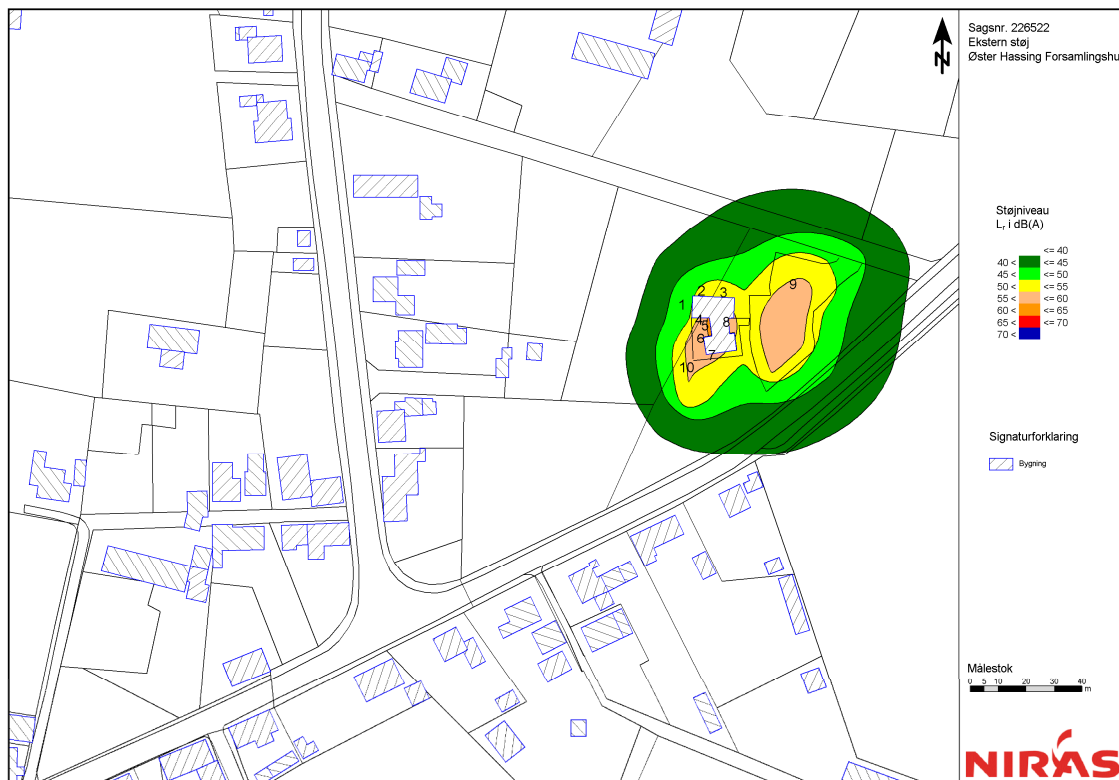 N
Sagsnr. 226522
Ekstern støj
Øster Hassing Forsamlingshu
Støjniveau
Lr i dB(A)
<= 40
40 < <= 45
45 < <= 50
50 < <= 55
55 < <= 60
60 < <= 65
65 < <= 70
70 <
Signaturforklaring
Bygning
Målestok
0 5 10 20 30 40
m
NIRAS
1
2
3
4
5
6
7
8
9
10